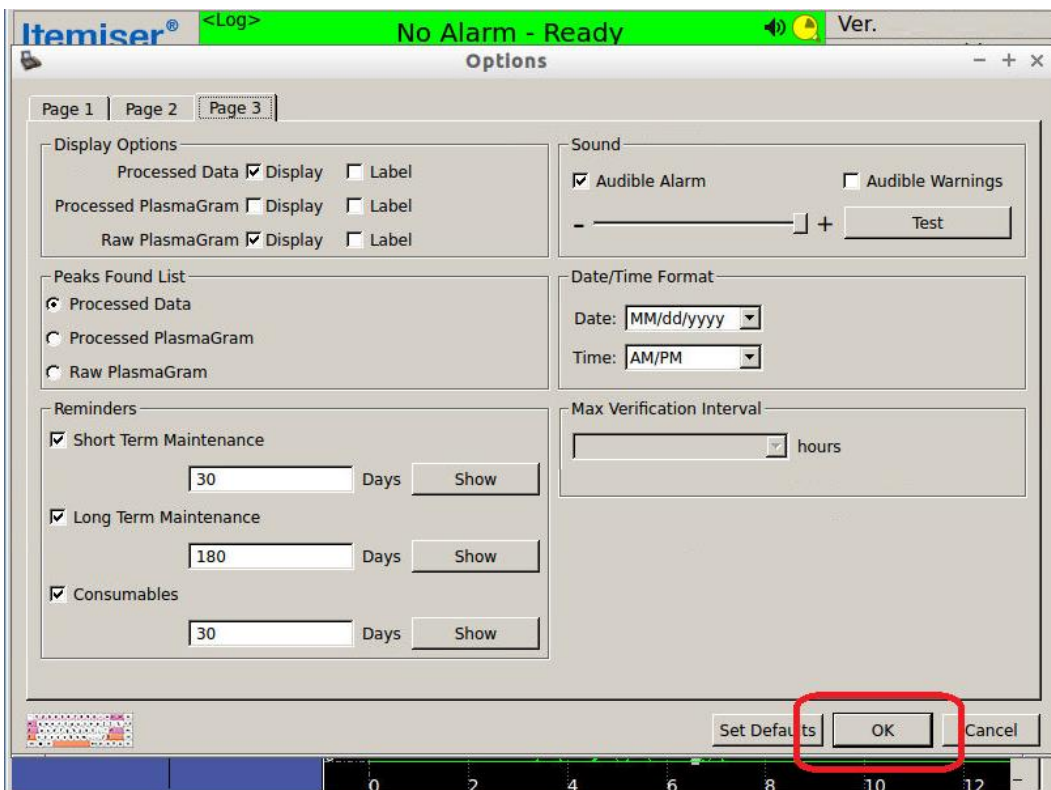 Itemiser®
<Log>
No Alarm - Ready
Ver.
Options
Page 1
Page 2
Page 3
Display Options
Processed Data Display Label
Processed PlasmaGram Display Label
Raw PlasmaGram Display Label
Peaks Found List
Processed Data
Processed PlasmaGram
Raw PlasmaGram
Reminders
Short Term Maintenance
30 Days Show
Long Term Maintenance
180 Days Show
Consumables
30 Days Show
Sound
Audible Alarm Audible Warnings
- + Test
Date/Time Format
Date: MM/dd/yyyy
Time: AM/PM
Max Verification Interval
hours
Set Defaults OK Cancel
0 2 4 6 8 10 12